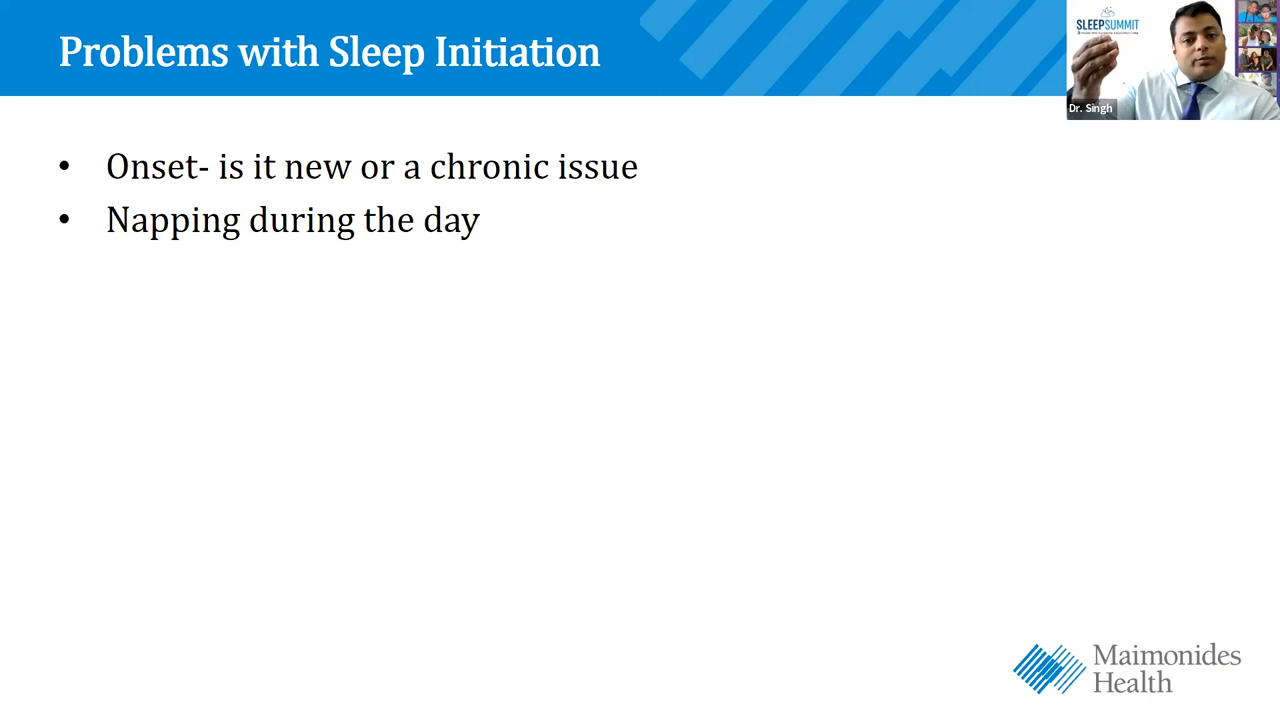 Problems with Sleep Initiation
SLEEPSUMMIT
Dr. Singh
• Onset- is it new or a chronic issue
• Napping during the day
Maimonides
Health